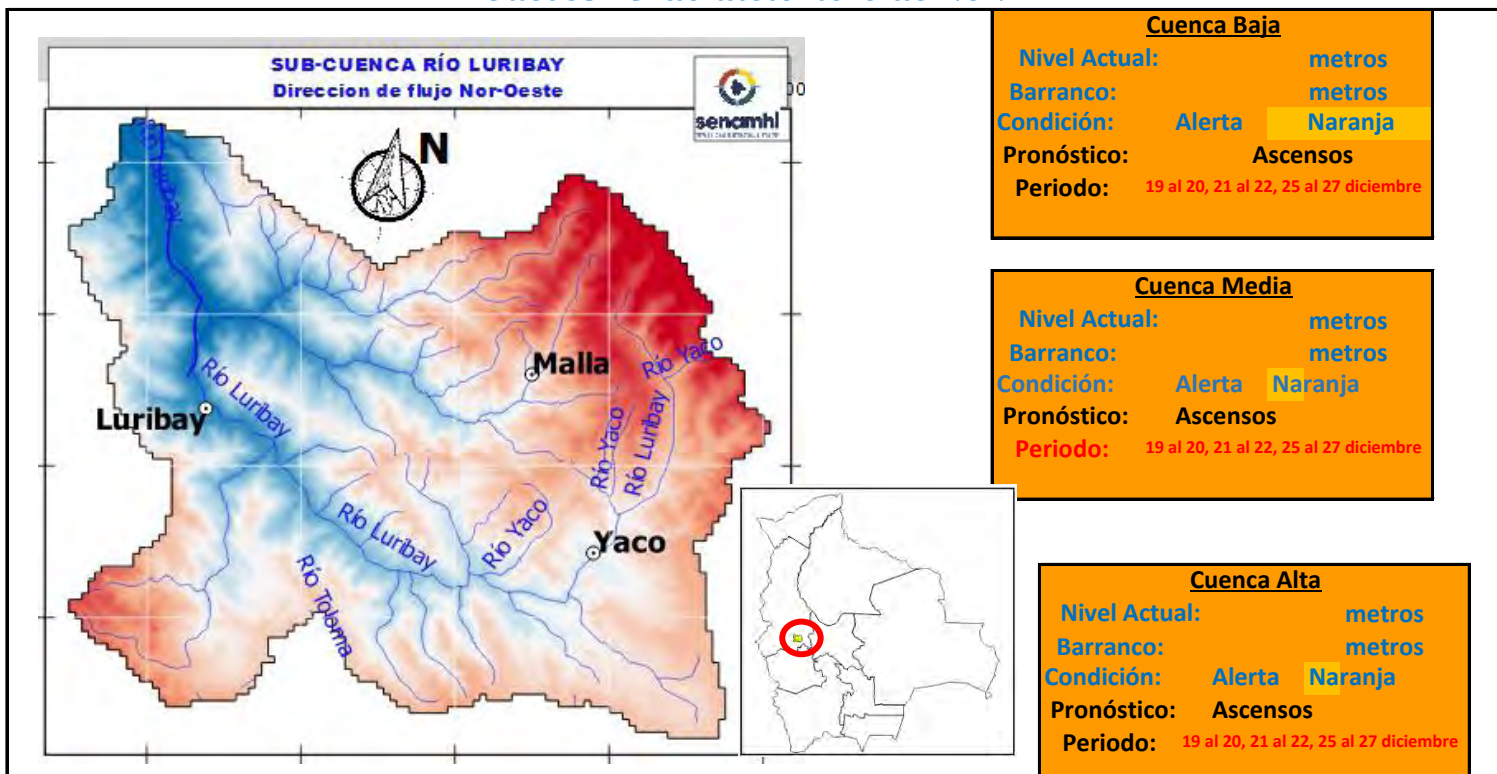 SUB-CUENCA RÍO LURIBAY
Direccion de flujo Nor-Oeste
senamhi
00
N
Río Luribay
Malla
Río Yaco
Luribay
Río Luribay
Río Yaco
Río Luribay
Río Luribay
Río Yaco
Yaco
Río Tolama
Cuenca Baja
Nivel Actual: metros
Barranco: metros
Condición: Alerta Naranja
Pronóstico: Ascensos
Periodo: 19 al 20, 21 al 22, 25 al 27 diciembre
Cuenca Media
Nivel Actual: metros
Barranco: metros
Condición: Alerta Naranja
Pronóstico: Ascensos
Periodo: 19 al 20, 21 al 22, 25 al 27 diciembre
Cuenca Alta
Nivel Actual: metros
Barranco: metros
Condición: Alerta Naranja
Pronóstico: Ascensos
Periodo: 19 al 20, 21 al 22, 25 al 27 diciembre